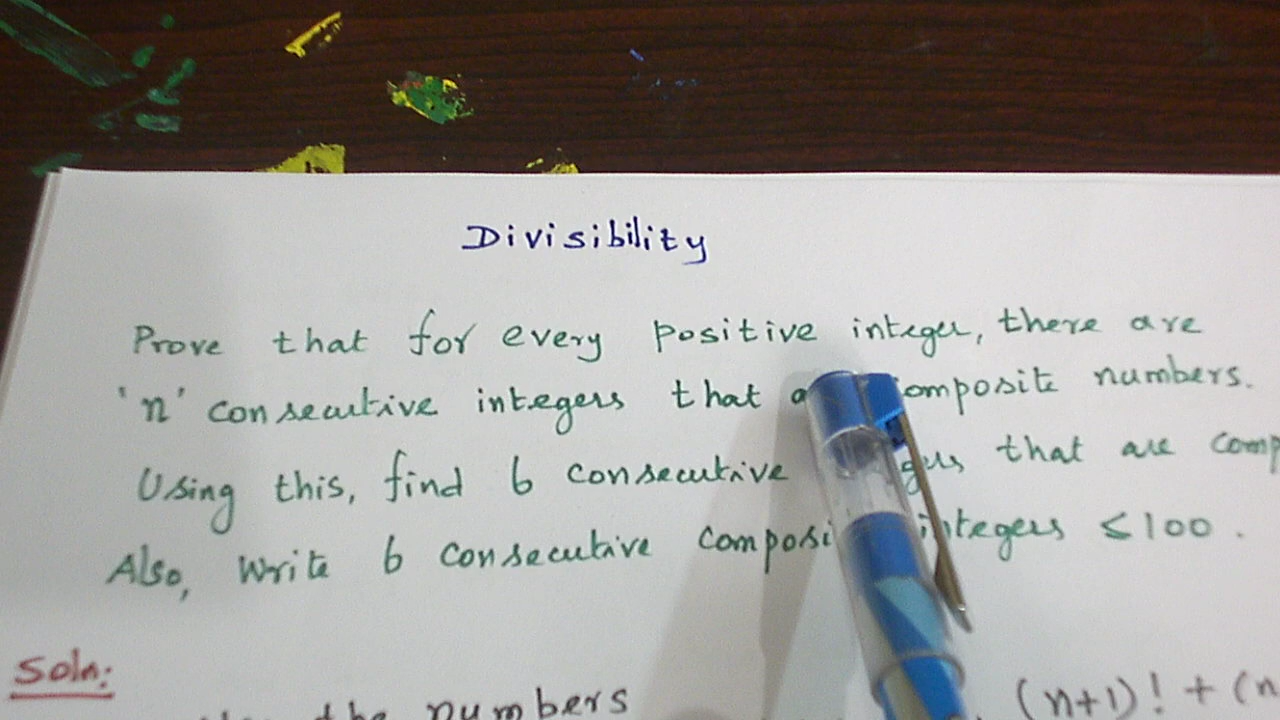 Divisibility
Prove that for every positive integer, there are
'n' consecutive integers that composite numbers.
Using this, find 6 consecutive that are comp
Also, write 6 consecutive integers ≤ 100.
Soln:
the numbers (n+1)! + (n